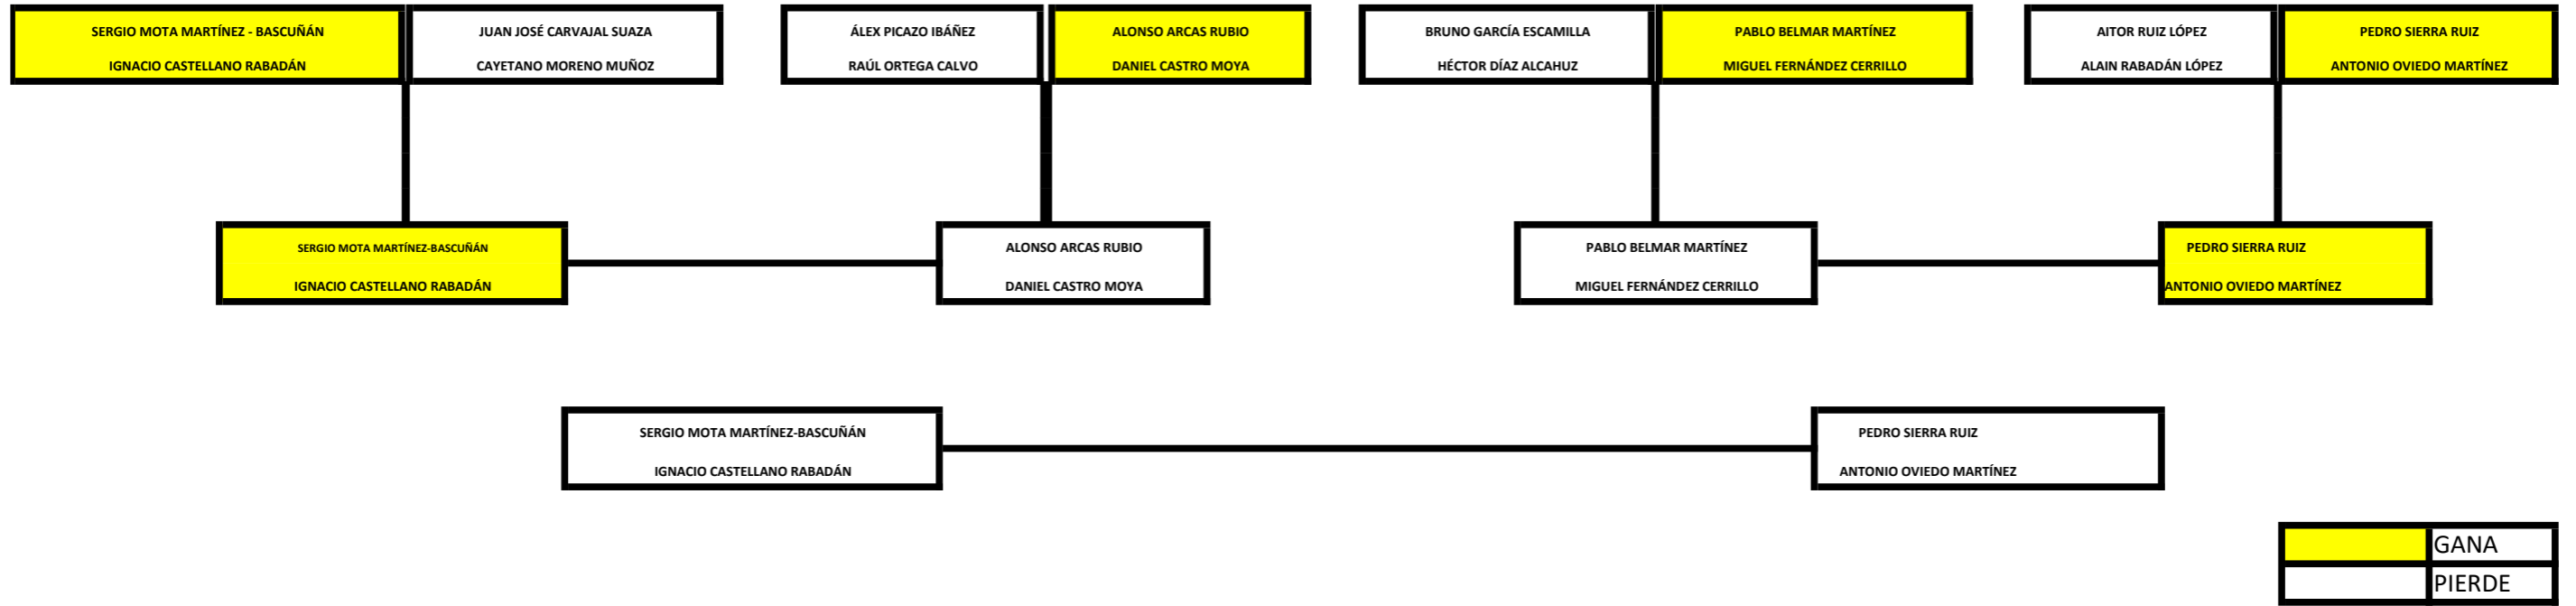 SERGIO MOTA MARTÍNEZ - BASCUÑÁN
IGNACIO CASTELLANO RABADÁN
JUAN JOSÉ CARVAJAL SUAZA
CAYETANO MORENO MUÑOZ
ÁLEX PICAZO IBÁÑEZ
RAÚL ORTEGA CALVO
ALONSO ARCAS RUBIO
DANIEL CASTRO MOYA
BRUNO GARCÍA ESCAMILLA
HÉCTOR DÍAZ ALCAHUZ
PABLO BELMAR MARTÍNEZ
MIGUEL FERNÁNDEZ CERRILLO
AITOR RUIZ LÓPEZ
ALAIN RABADÁN LÓPEZ
PEDRO SIERRA RUIZ
ANTONIO OVIEDO MARTÍNEZ
SERGIO MOTA MARTÍNEZ-BASCUÑÁN
IGNACIO CASTELLANO RABADÁN
ALONSO ARCAS RUBIO
DANIEL CASTRO MOYA
PABLO BELMAR MARTÍNEZ
MIGUEL FERNÁNDEZ CERRILLO
PEDRO SIERRA RUIZ
ANTONIO OVIEDO MARTÍNEZ
SERGIO MOTA MARTÍNEZ-BASCUÑÁN
IGNACIO CASTELLANO RABADÁN
PEDRO SIERRA RUIZ
ANTONIO OVIEDO MARTÍNEZ
GANA
PIERDE